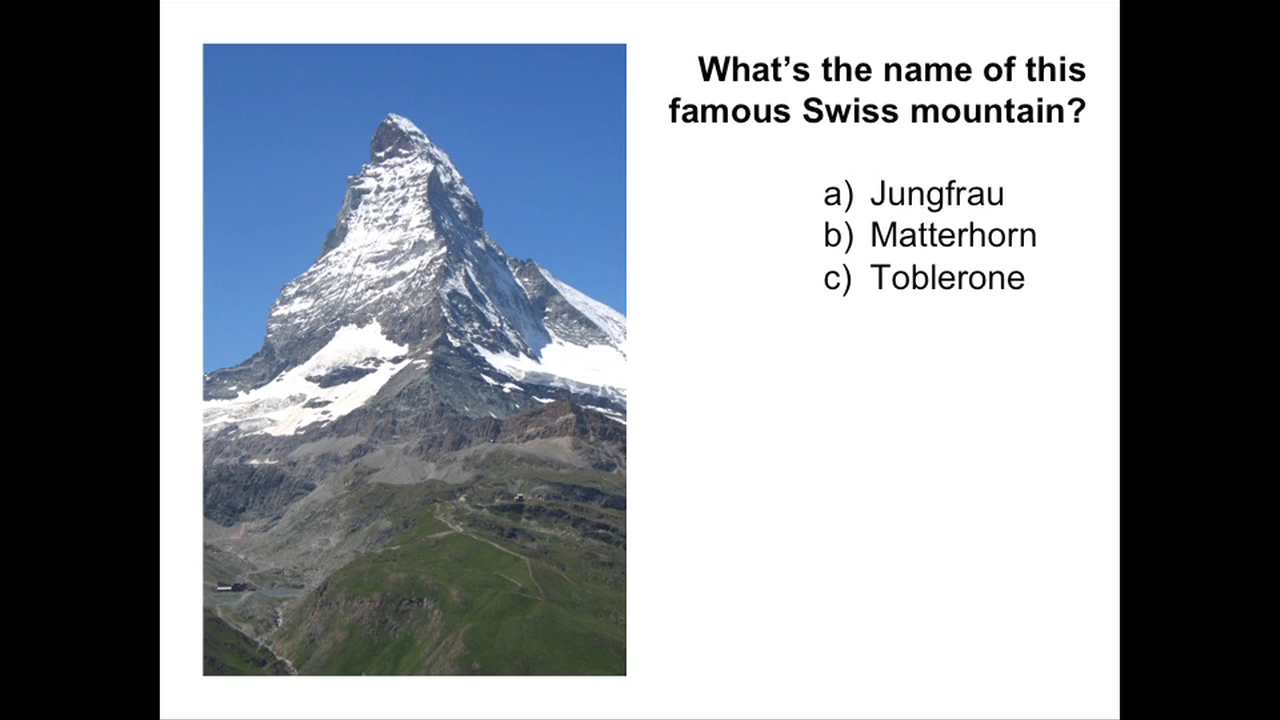 What’s the name of this
famous Swiss mountain?
a) Jungfrau
b) Matterhorn
c) Toblerone